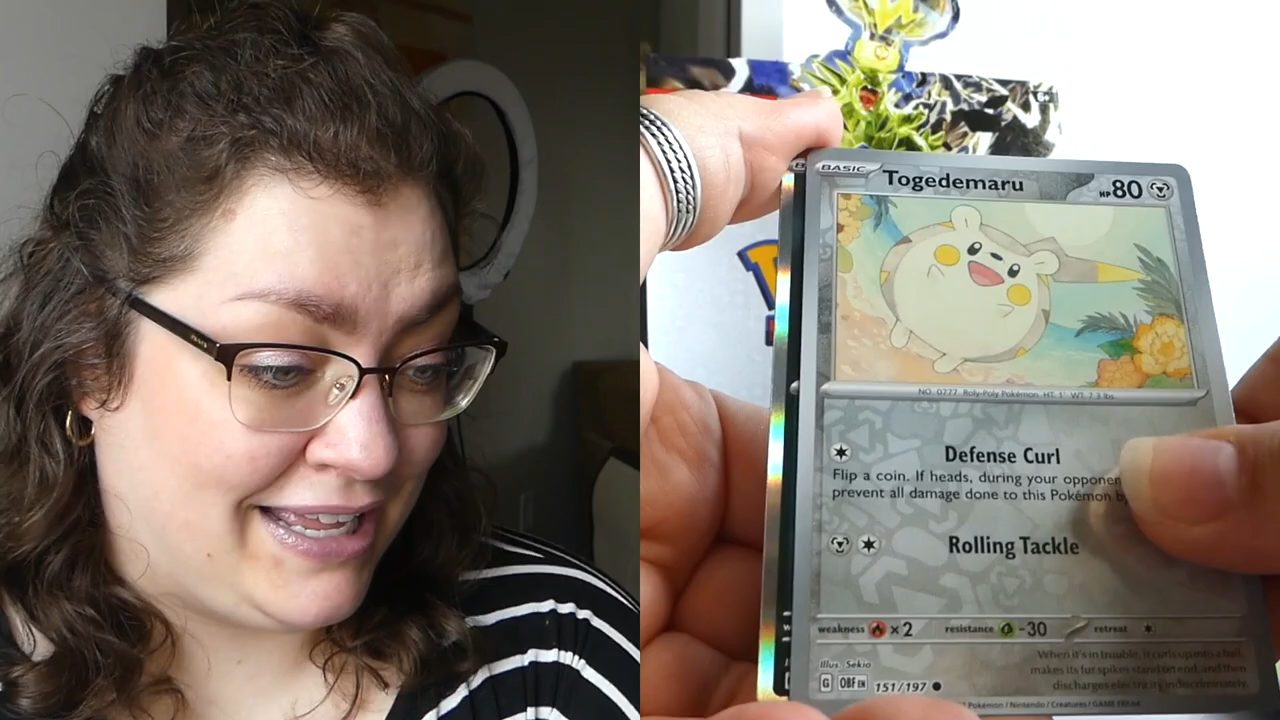 BASIC
Togedemaru
HP 80
NO. 0777 Roly-Poly Pokémon HT: 1' WT: 7.3 lbs
Defense Curl
Flip a coin. If heads, during your
prevent all damage done to this Pokémon
Rolling Tackle
weakness ×2 resistance -30 retreat
When it's in trouble, it curls up into a ball,
makes its fur spikes stand on end, and then
discharges electricity indiscriminately.
Illus. Sekio
G OBF EN 151/197
Pokémon / Nintendo / Creatures / GAME FREAK